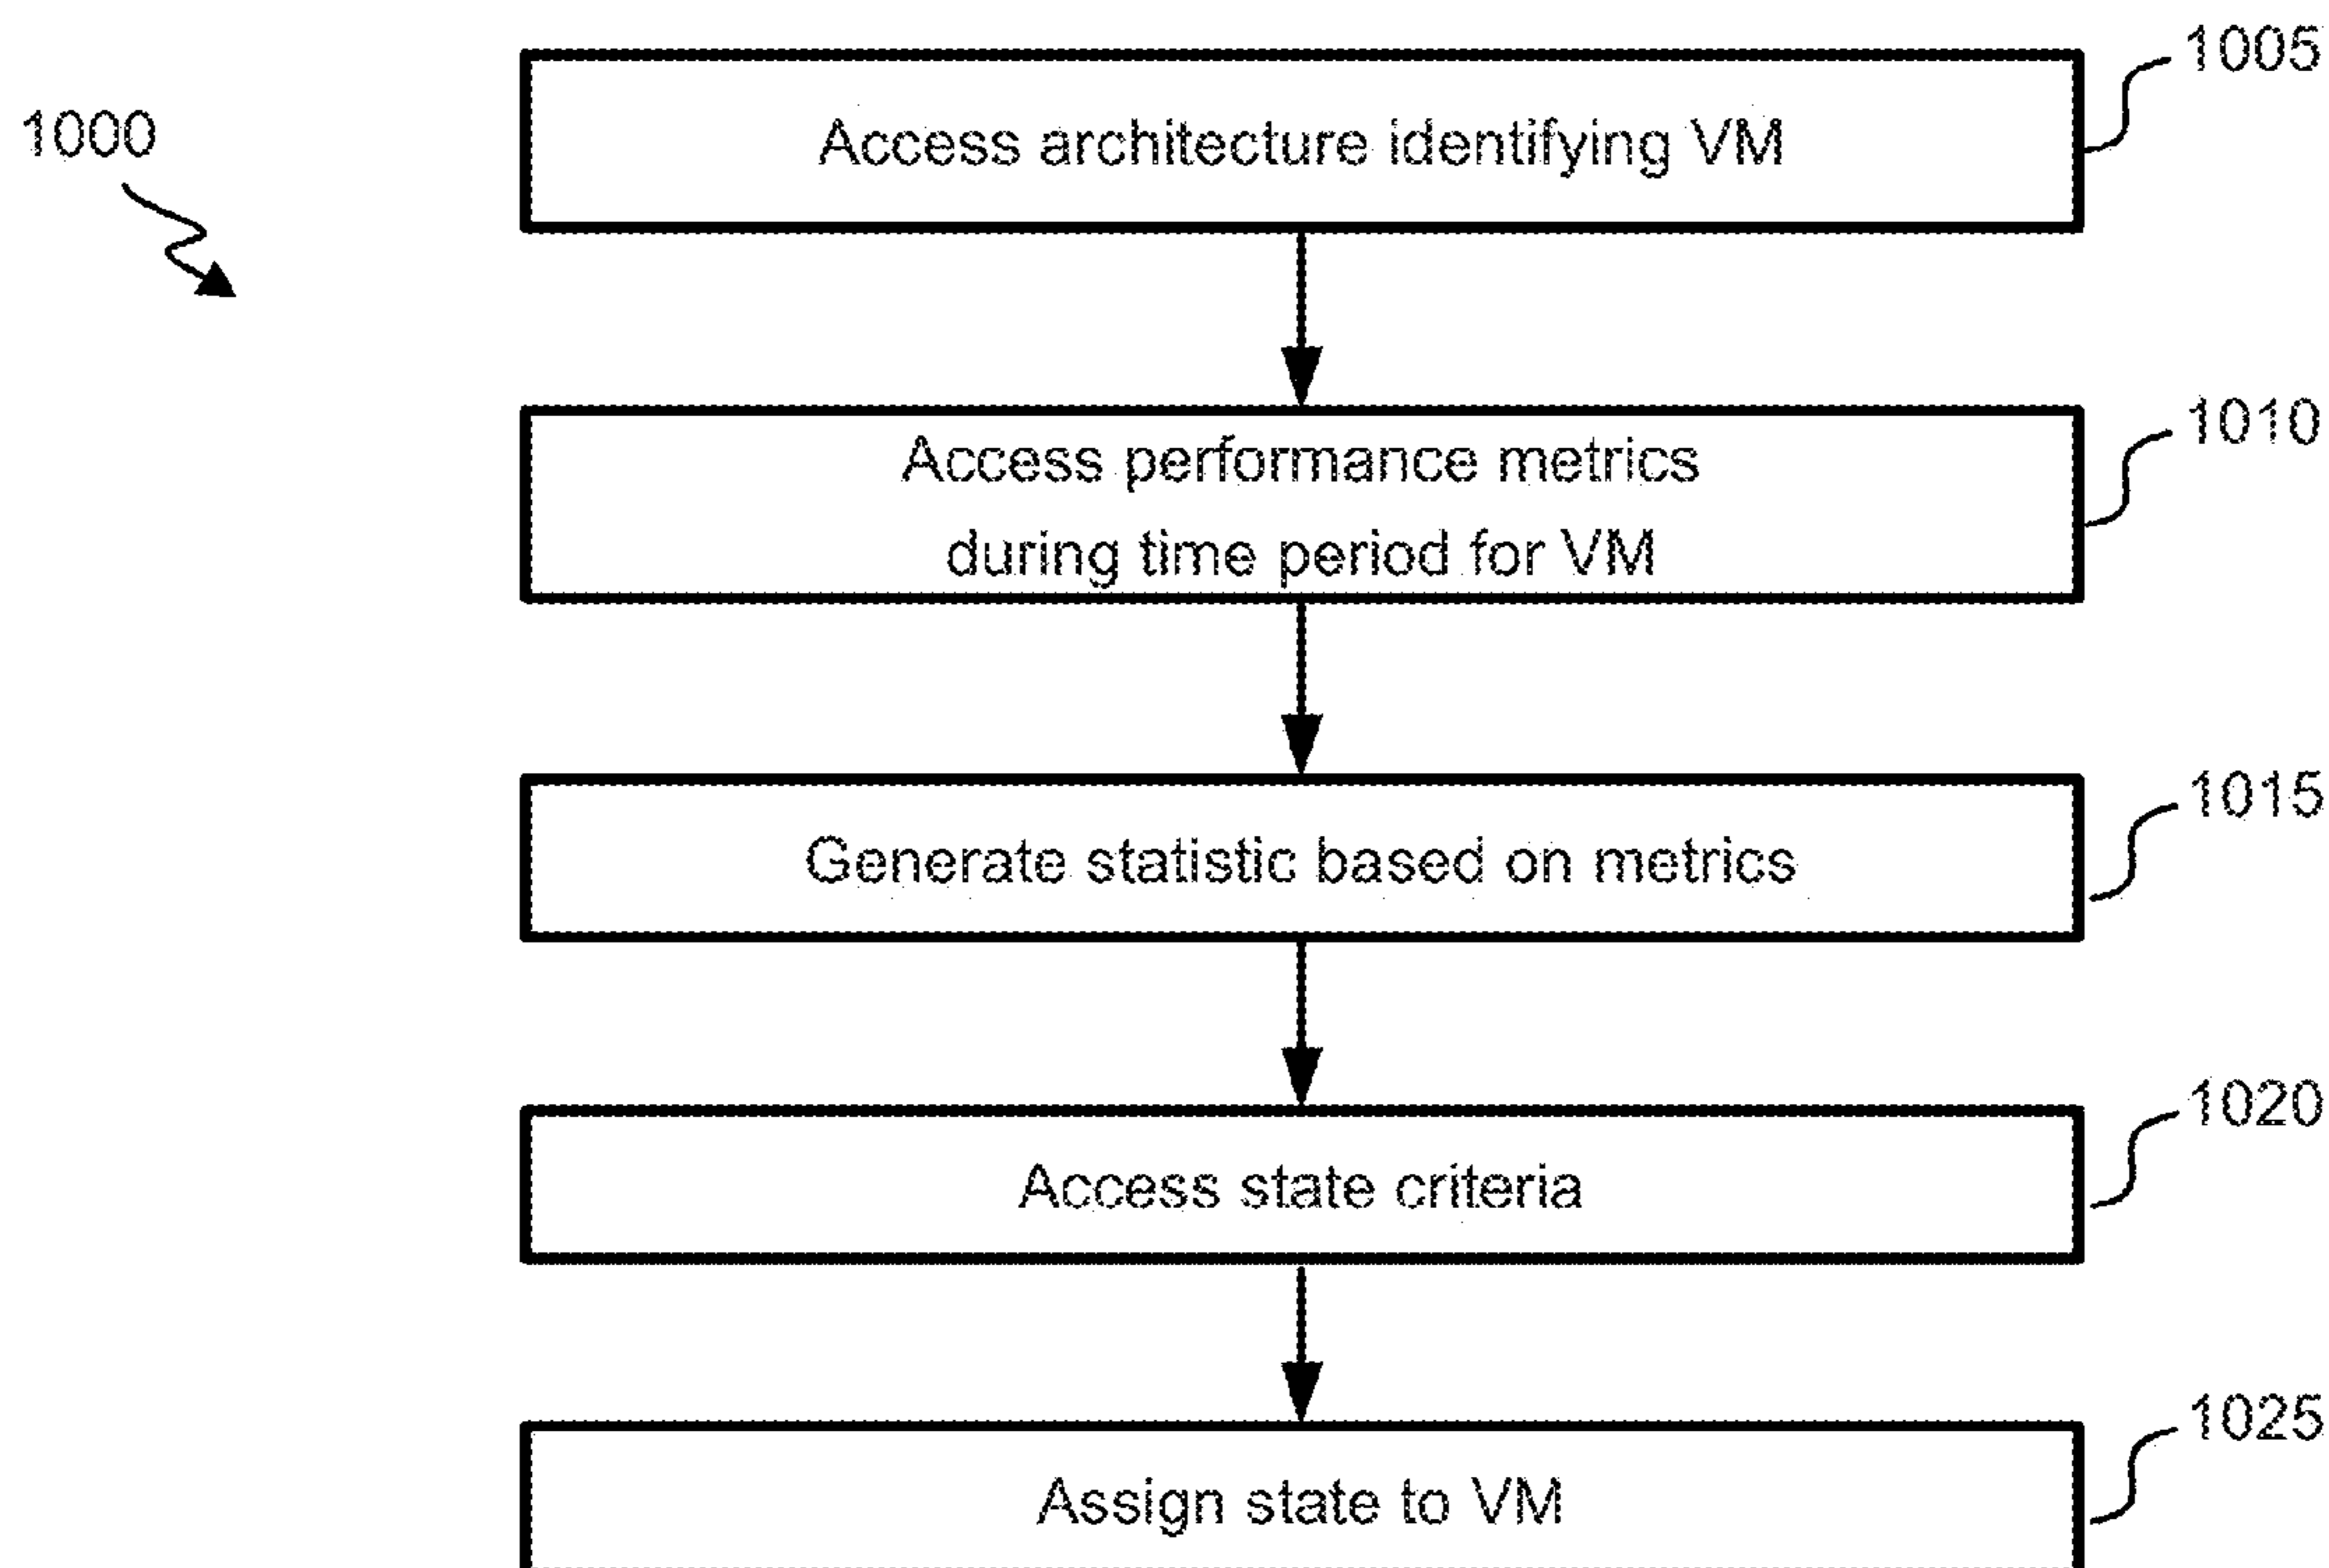 1000
1005
Access architecture identifying VM
1010
Access performance metrics
during time period for VM
1015
Generate statistic based on metrics
1020
Access state criteria
1025
Assign state to VM